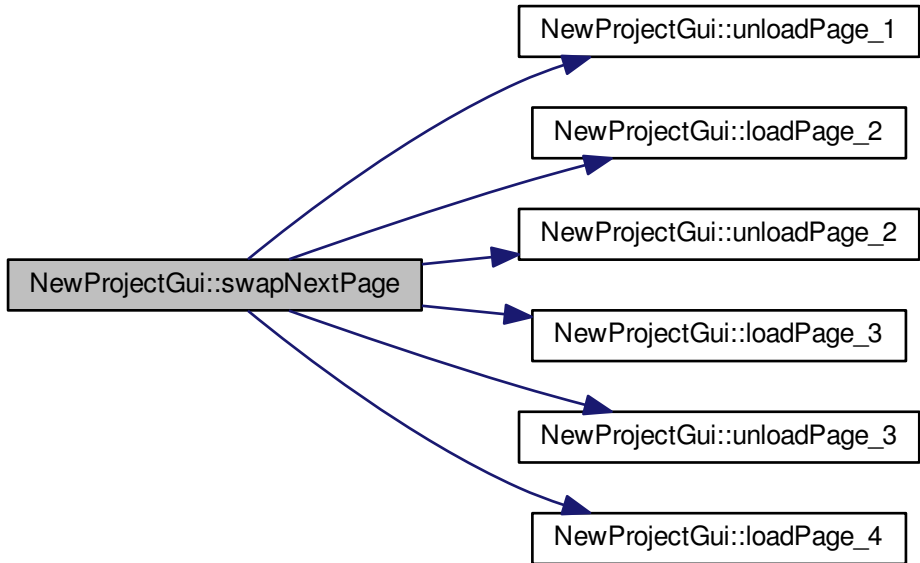 NewProjectGui::unloadPage_1
NewProjectGui::loadPage_2
NewProjectGui::unloadPage_2
NewProjectGui::swapNextPage
NewProjectGui::loadPage_3
NewProjectGui::unloadPage_3
NewProjectGui::loadPage_4